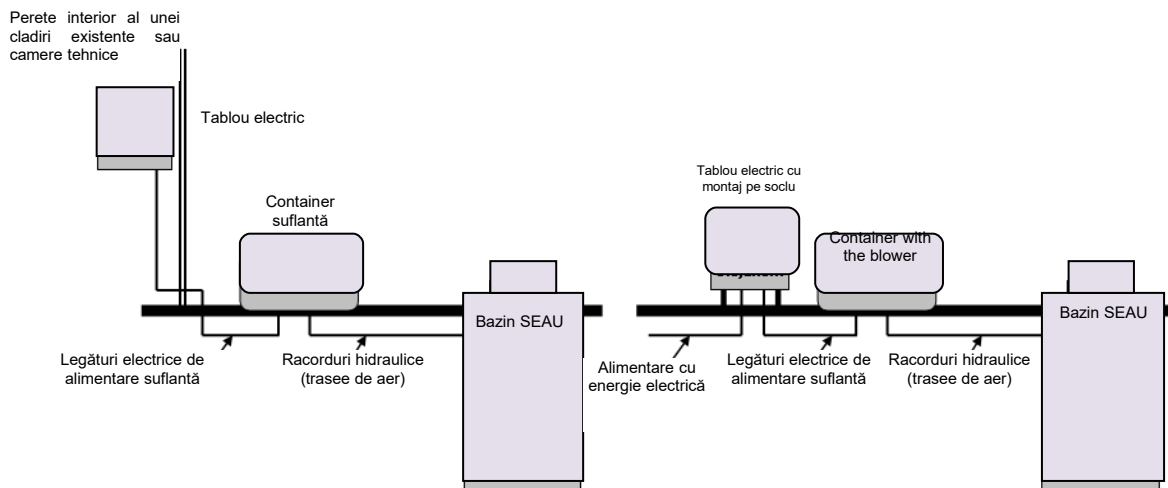 Perete interior al unei
cladiri existente sau
camere tehnice
Tablou electric
Container
suflantă
Bazin SEAU
Legături electrice de
alimentare suflantă
Racorduri hidraulice
(trasee de aer)
Tablou electric cu
montaj pe soclu
Container with
the blower
Bazin SEAU
Alimentare cu
energie electrică
Legături electrice de
alimentare suflantă
Racorduri hidraulice
(trasee de aer)